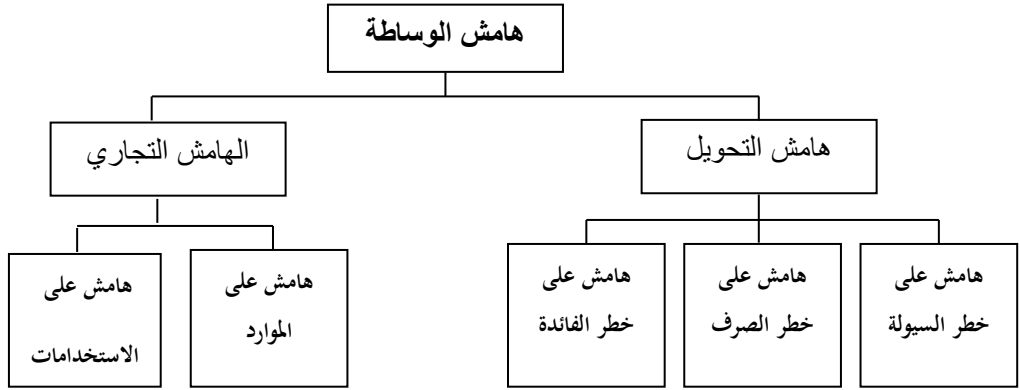 هامش الوساطة
هامش التحويل
الهامش التجاري
هامش على
خطر السيولة
هامش على
خطر الصرف
هامش على
خطر الفائدة
هامش على
الموارد
هامش على
الاستخدامات